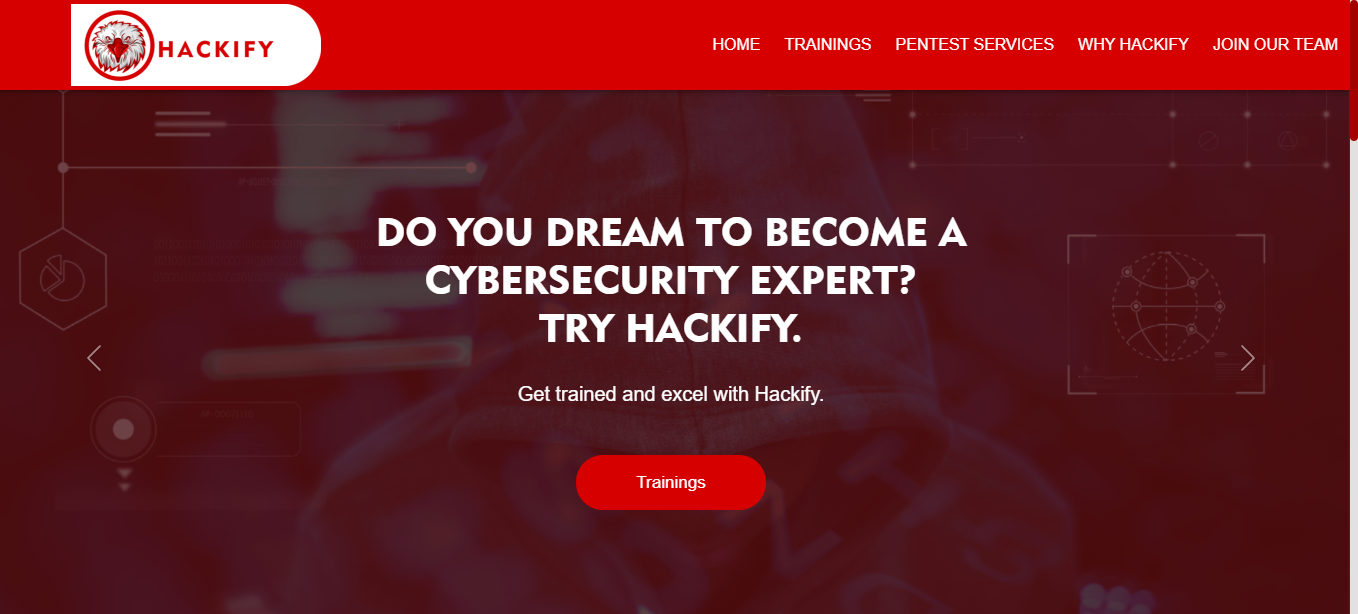 HACKIFY
HOME TRAININGS PENTEST SERVICES WHY HACKIFY JOIN OUR TEAM
DO YOU DREAM TO BECOME A
CYBERSECURITY EXPERT?
TRY HACKIFY.
Get trained and excel with Hackify.
Trainings